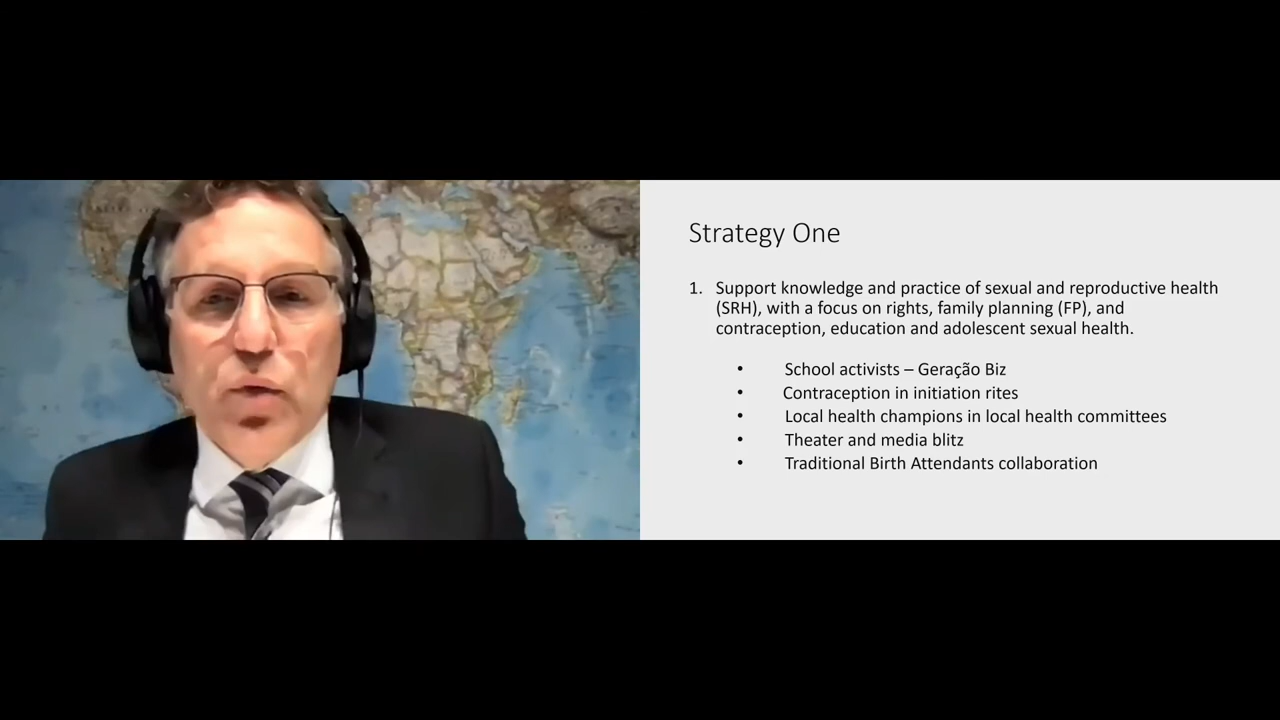 Strategy One
1. Support knowledge and practice of sexual and reproductive health
(SRH), with a focus on rights, family planning (FP), and
contraception, education and adolescent sexual health.
• School activists – Geração Biz
• Contraception in initiation rites
• Local health champions in local health committees
• Theater and media blitz
• Traditional Birth Attendants collaboration